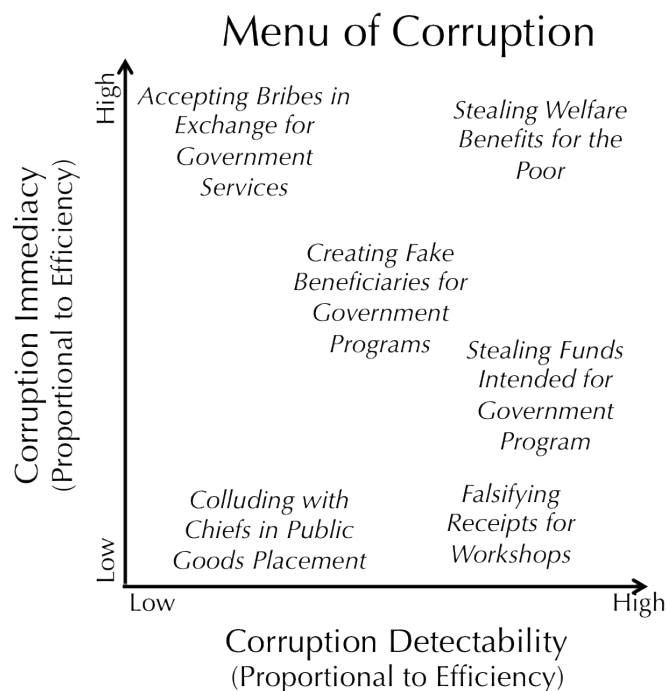 Menu of Corruption
High
Accepting Bribes in
Exchange for
Government
Services
Stealing Welfare
Benefits for the
Poor
Corruption Immediacy
(Proportional to Efficiency)
Creating Fake
Beneficiaries for
Government
Programs
Stealing Funds
Intended for
Government
Program
Colluding with
Chiefs in Public
Goods Placement
Falsifying
Receipts for
Workshops
Low
Low
High
Corruption Detectability
(Proportional to Efficiency)